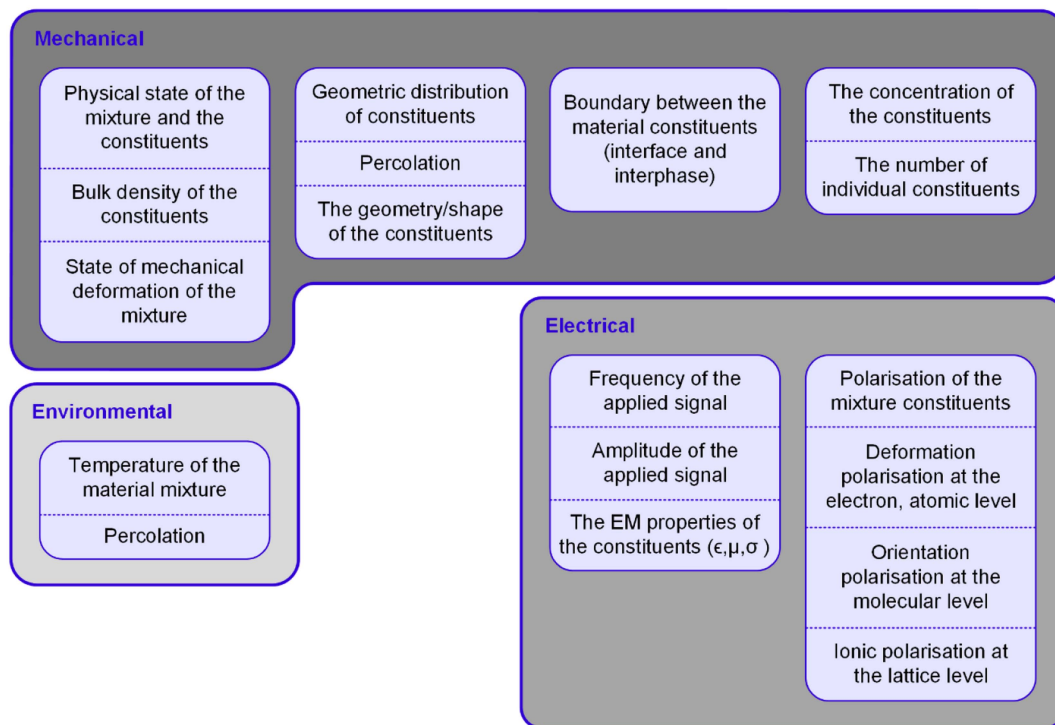 Mechanical
Physical state of the
mixture and the
constituents
Bulk density of the
constituents
State of mechanical
deformation of the
mixture
Geometric distribution
of constituents
Percolation
The geometry/shape
of the constituents
Boundary between the
material constituents
(interface and
interphase)
The concentration of
the constituents
The number of
individual constituents
Environmental
Temperature of the
material mixture
Percolation
Electrical
Frequency of the
applied signal
Amplitude of the
applied signal
The EM properties of
the constituents (ϵ,μ,σ )
Polarisation of the
mixture constituents
Deformation
polarisation at the
electron, atomic level
Orientation
polarisation at the
molecular level
Ionic polarisation at
the lattice level